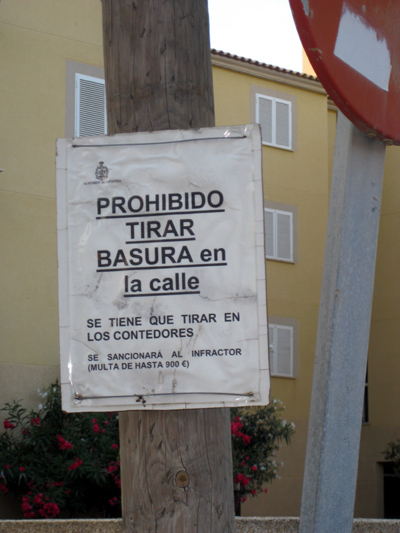 PROHIBIDO
TIRAR
BASURA en
la calle
SE TIENE QUE TIRAR EN
LOS CONTEDORES
SE SANCIONARÁ AL INFRACTOR
(MULTA DE HASTA 900 €)